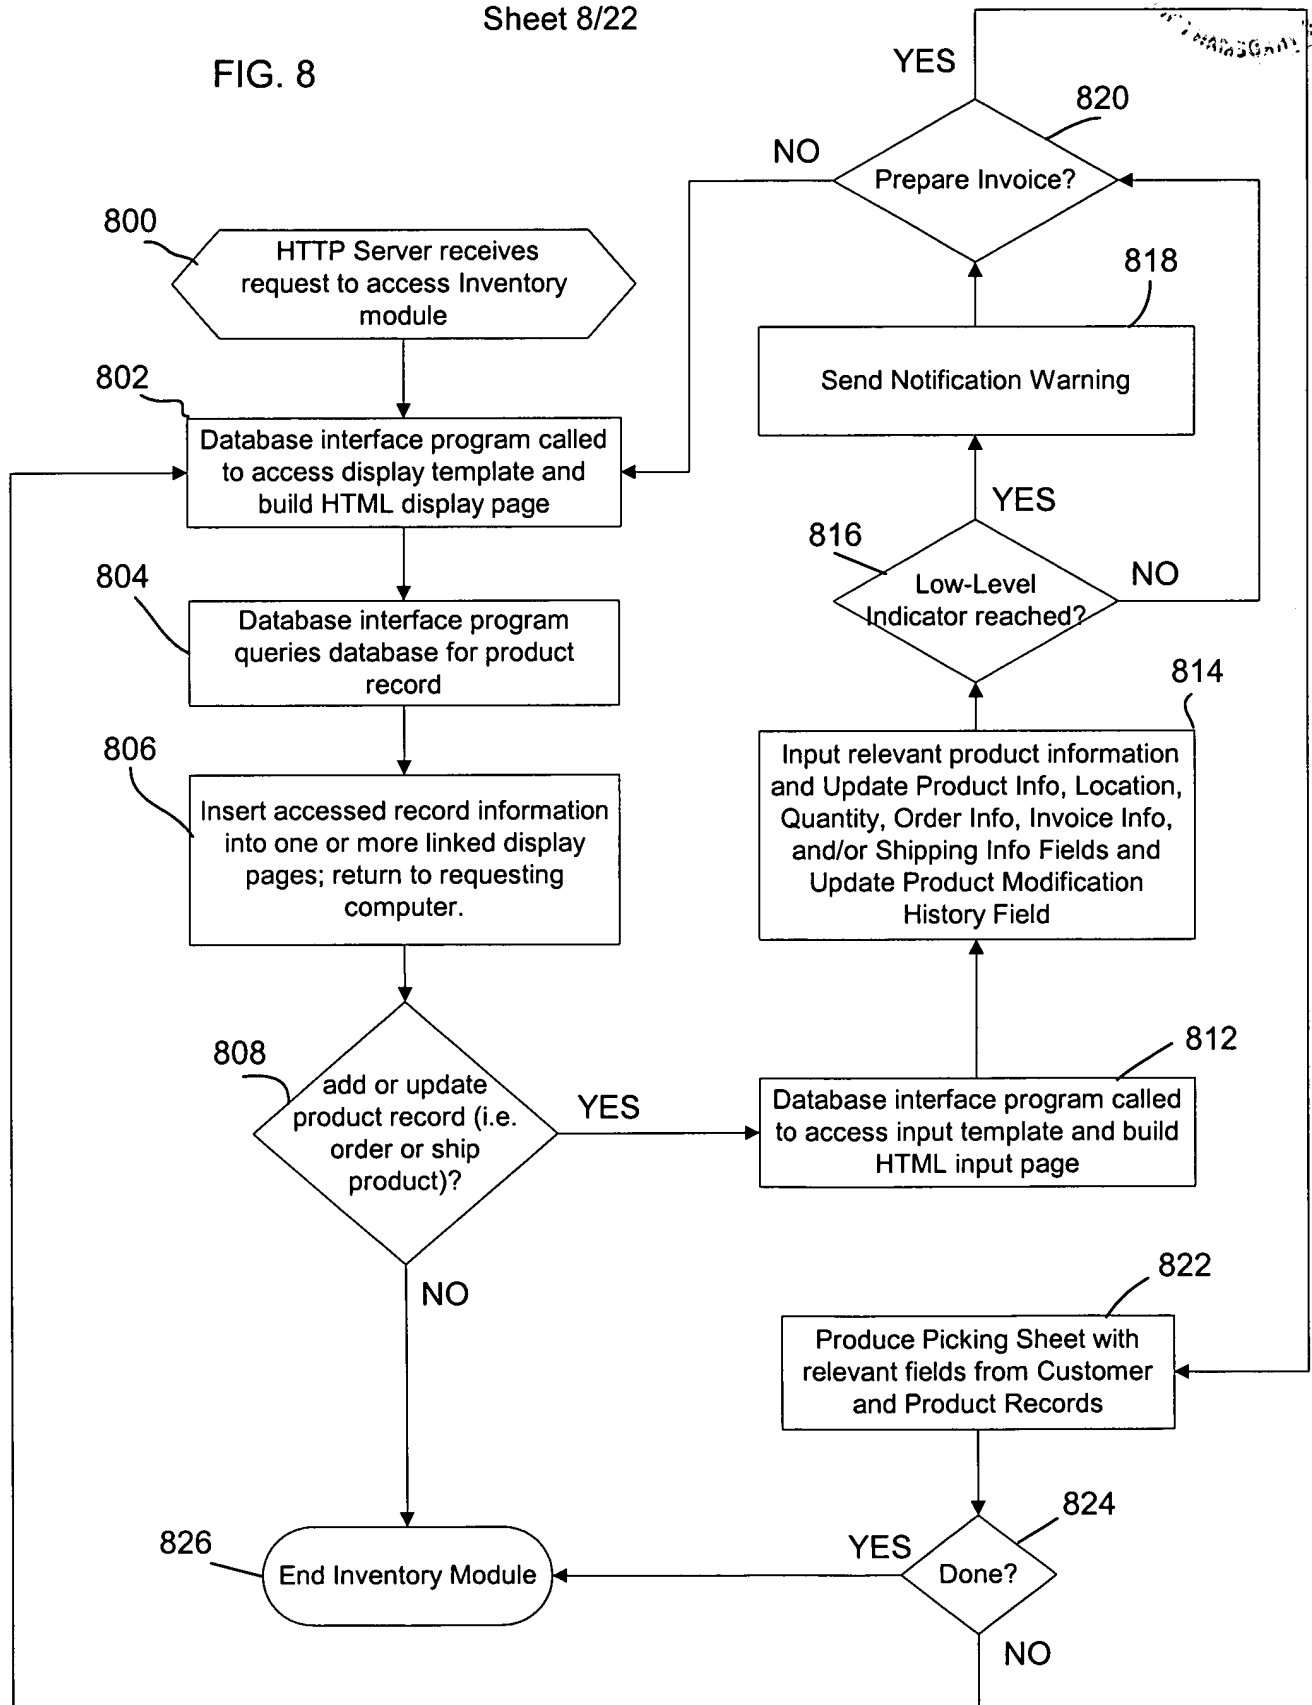 Sheet 8/22
FIG. 8
YES
820
NO
Prepare Invoice?
800
HTTP Server receives
request to access Inventory
module
818
Send Notification Warning
802
Database interface program called
to access display template and
build HTML display page
YES
816
Low-Level
Indicator reached?
NO
804
Database interface program
queries database for product
record
814
Input relevant product information
and Update Product Info, Location,
Quantity, Order Info, Invoice Info,
and/or Shipping Info Fields and
Update Product Modification
History Field
806
Insert accessed record information
into one or more linked display
pages; return to requesting
computer.
808
add or update
product record (i.e.
order or ship
product)?
YES
812
Database interface program called
to access input template and build
HTML input page
NO
822
Produce Picking Sheet with
relevant fields from Customer
and Product Records
824
YES
Done?
826
End Inventory Module
NO